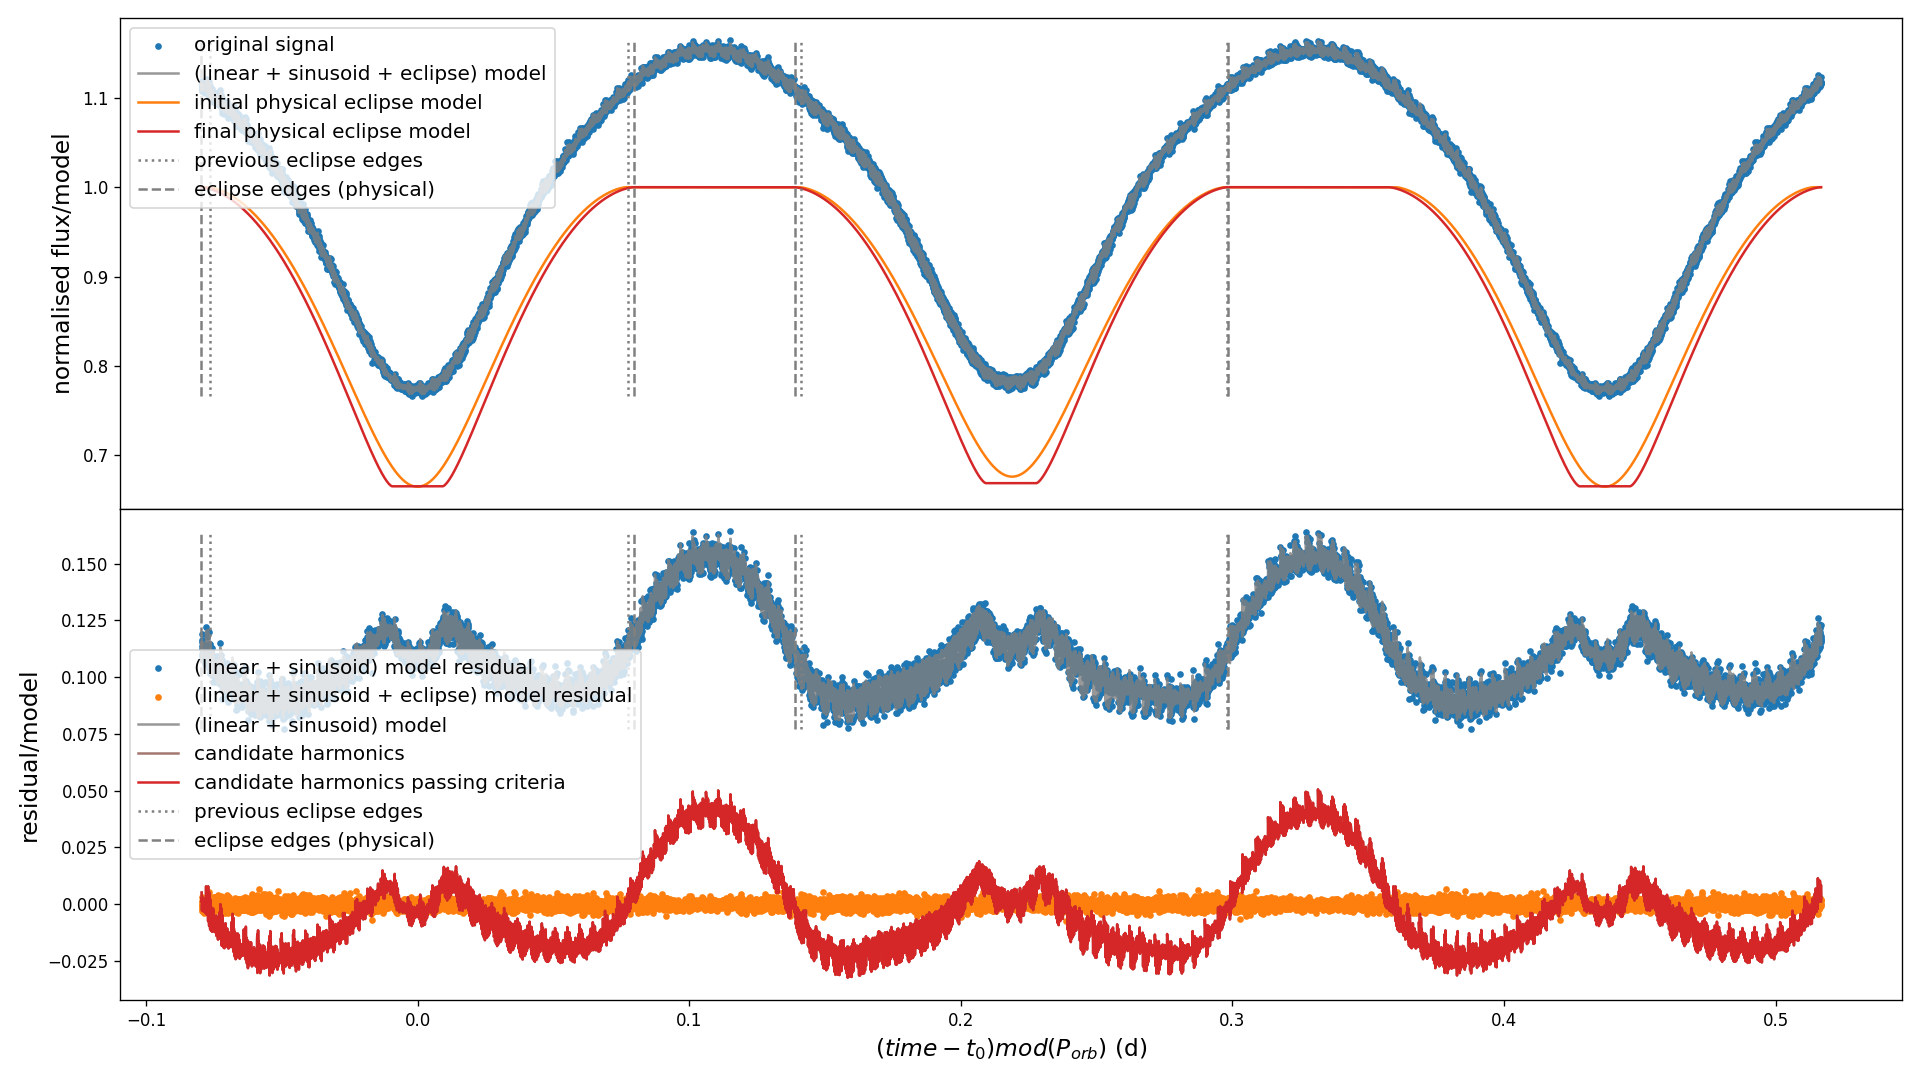 original signal
(linear + sinusoid + eclipse) model
initial physical eclipse model
final physical eclipse model
previous eclipse edges
eclipse edges (physical)
normalised flux/model
1.1
1.0
0.9
0.8
0.7
(linear + sinusoid) model residual
(linear + sinusoid + eclipse) model residual
(linear + sinusoid) model
candidate harmonics
candidate harmonics passing criteria
previous eclipse edges
eclipse edges (physical)
residual/model
0.150
0.125
0.100
0.075
0.050
0.025
0.000
−0.025
−0.1 0.0 0.1 0.2 0.3 0.4 0.5
(time − t₀)mod(Pₒᵣb) (d)